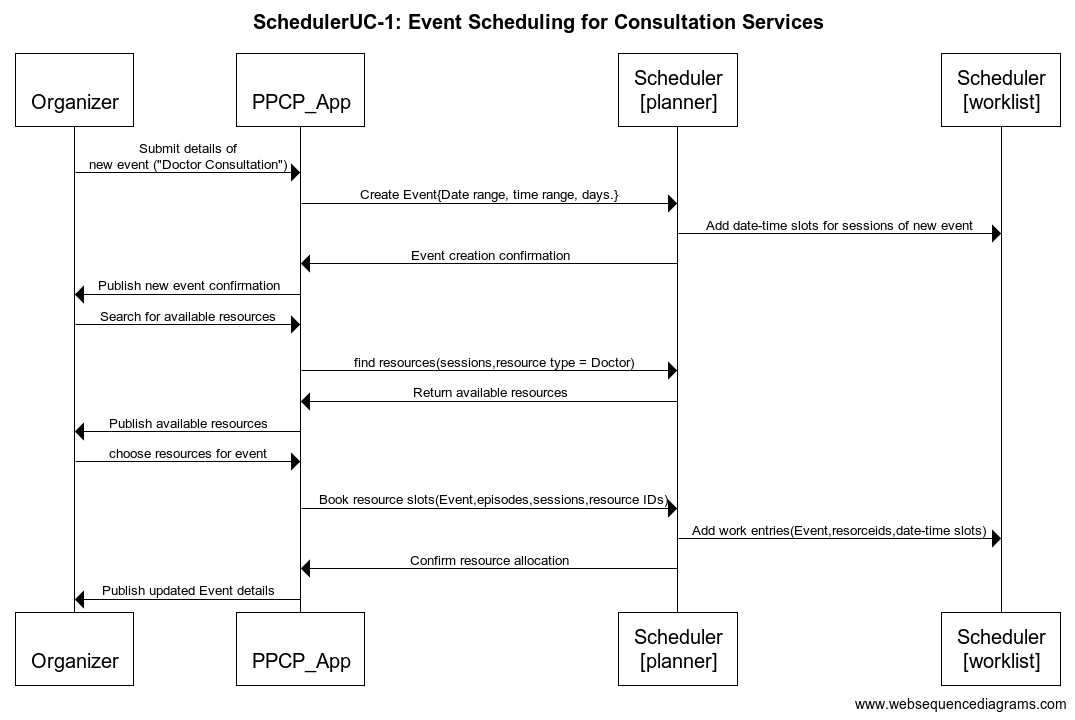 SchedulerUC-1: Event Scheduling for Consultation Services
Organizer
PPCP_App
Scheduler
[planner]
Scheduler
[worklist]
Submit details of
new event ("Doctor Consultation")
Create Event{Date range, time range, days.}
Add date-time slots for sessions of new event
Event creation confirmation
Publish new event confirmation
Search for available resources
find resources(sessions,resource type = Doctor)
Return available resources
Publish available resources
choose resources for event
Book resource slots(Event,episodes,sessions,resource IDs)
Add work entries(Event,resorceids,date-time slots)
Confirm resource allocation
Publish updated Event details
Organizer
PPCP_App
Scheduler
[planner]
Scheduler
[worklist]
www.websequencediagrams.com